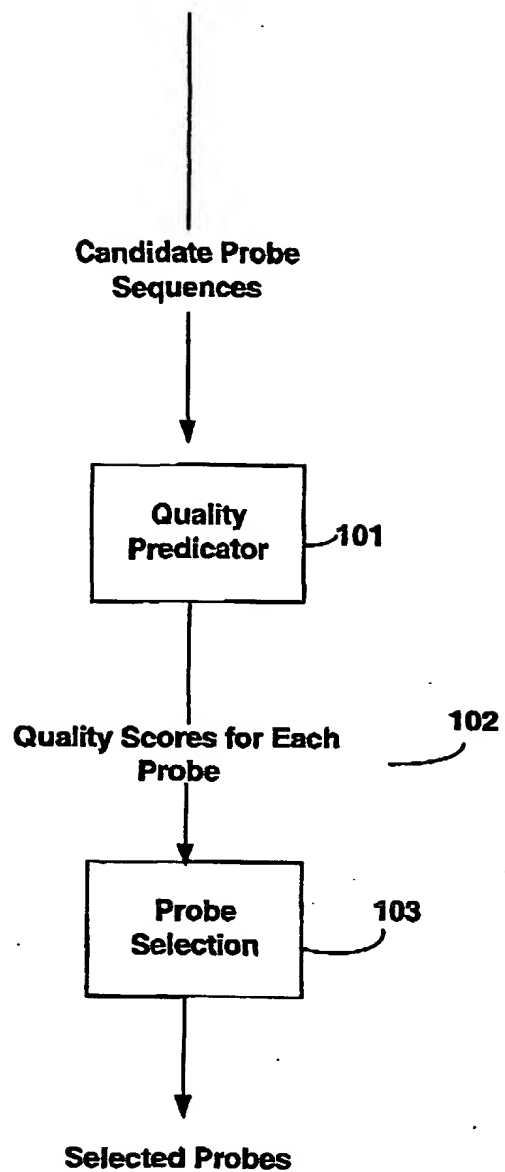 Candidate Probe
Sequences
Quality
Predicator
101
Quality Scores for Each
Probe
102
Probe
Selection
103
Selected Probes